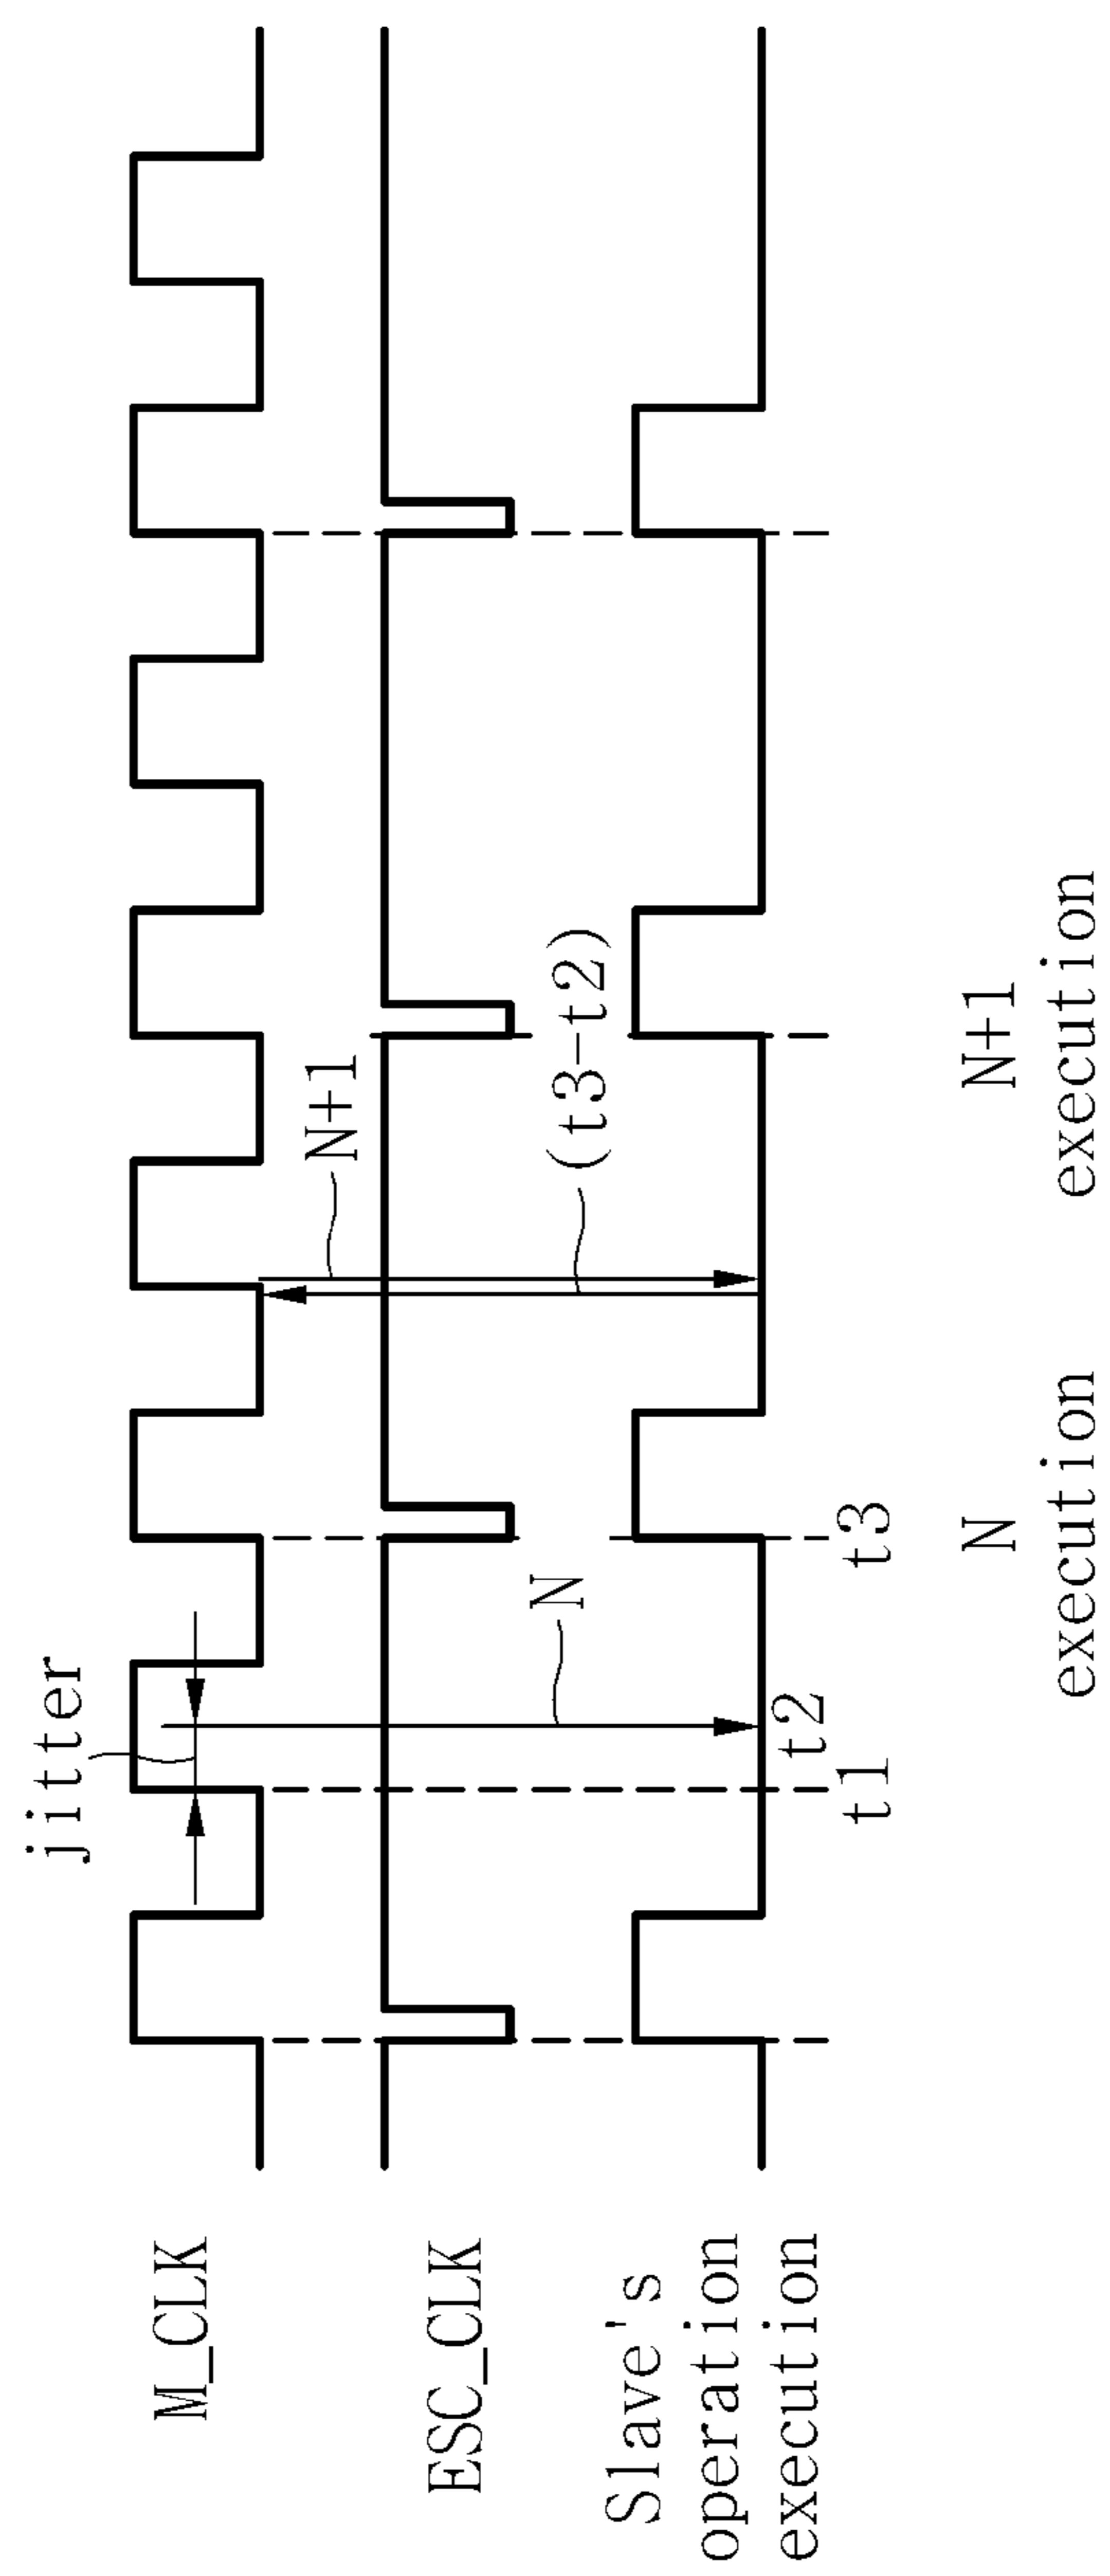 jitter
M_CLK
N+1
ESC_CLK
N
(t3-t2)
Slave's
operation
execution
t1
t2
t3
N
execution
N+1
execution